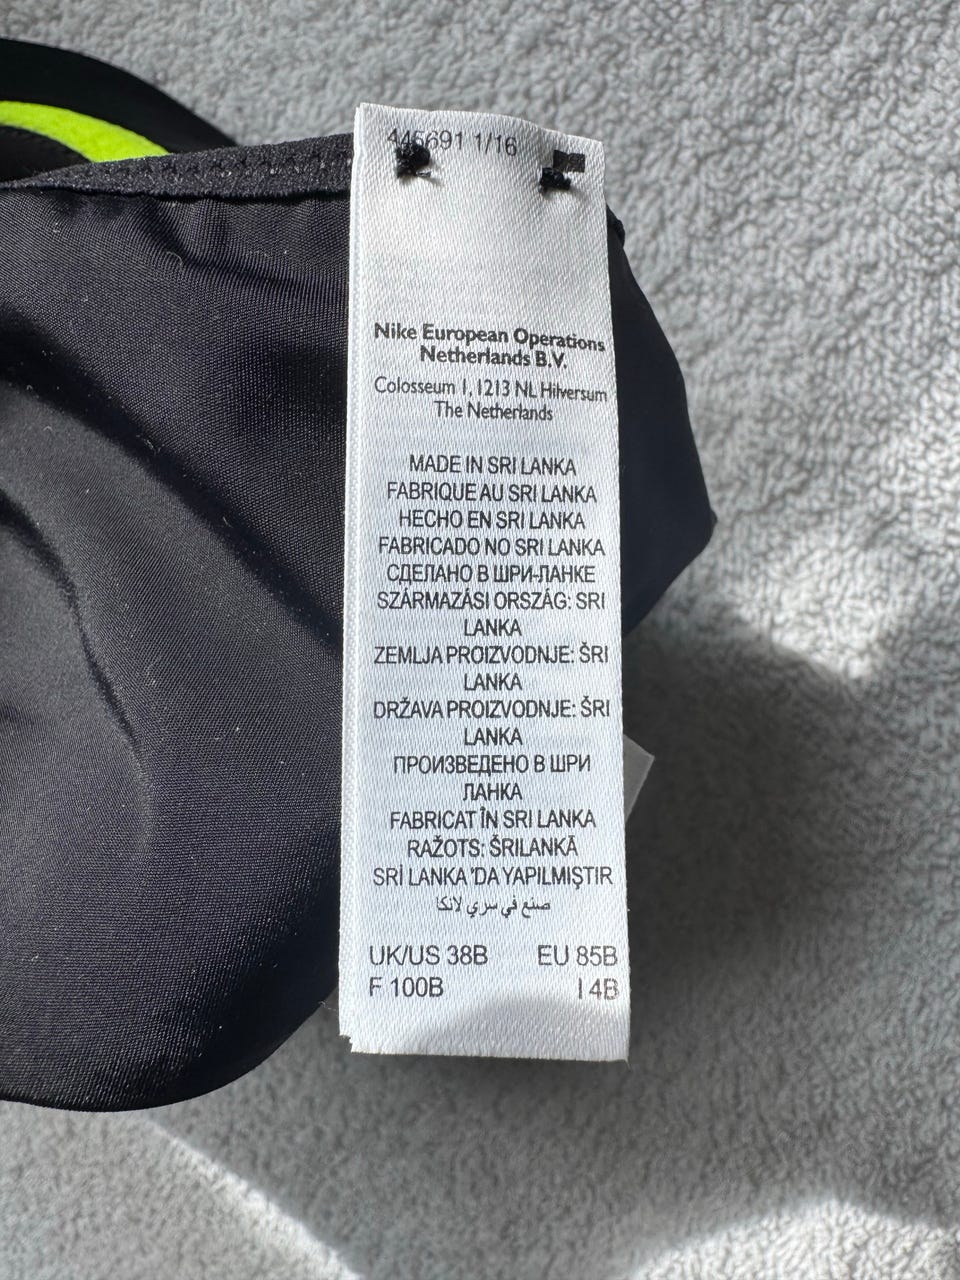 445691 1/16
Nike European Operations
Netherlands B.V.
Colosseum 1, 1213 NL Hilversum
The Netherlands
MADE IN SRI LANKA
FABRIQUE AU SRI LANKA
HECHO EN SRI LANKA
FABRICADO NO SRI LANKA
СДЕЛАНО В ШРИ-ЛАНКЕ
SZÁRMAZÁSI ORSZÁG: SRI
LANKA
ZEMLJA PROIZVODNJE: ŠRI
LANKA
DRŽAVA PROIZVODNJE: ŠRI
LANKA
ПРОИЗВЕДЕНО В ШРИ
ЛАНКА
FABRICAT ÎN SRI LANKA
RAŽOTS: ŠRILANKĀ
SRİ LANKA 'DA YAPILMIŞTIR
صنع في سري لانكا
UK/US 38B EU 85B
F 100B I 4B